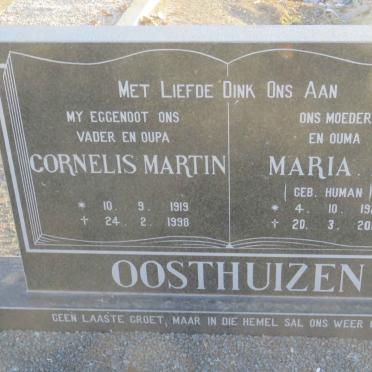 MET LIEFDE DINK ONS AAN
MY EGGENOOT ONS
VADER EN OUPA
CORNELIS MARTIN
* 10. 9. 1919
+ 24. 2. 1998
ONS MOEDER
EN OUMA
MARIA
(GEB. HUMAN
* 4. 10.
+ 20. 3.
OOSTHUIZEN
GEEN LAASTE GROET, MAAR IN DIE HEMEL SAL ONS WEER